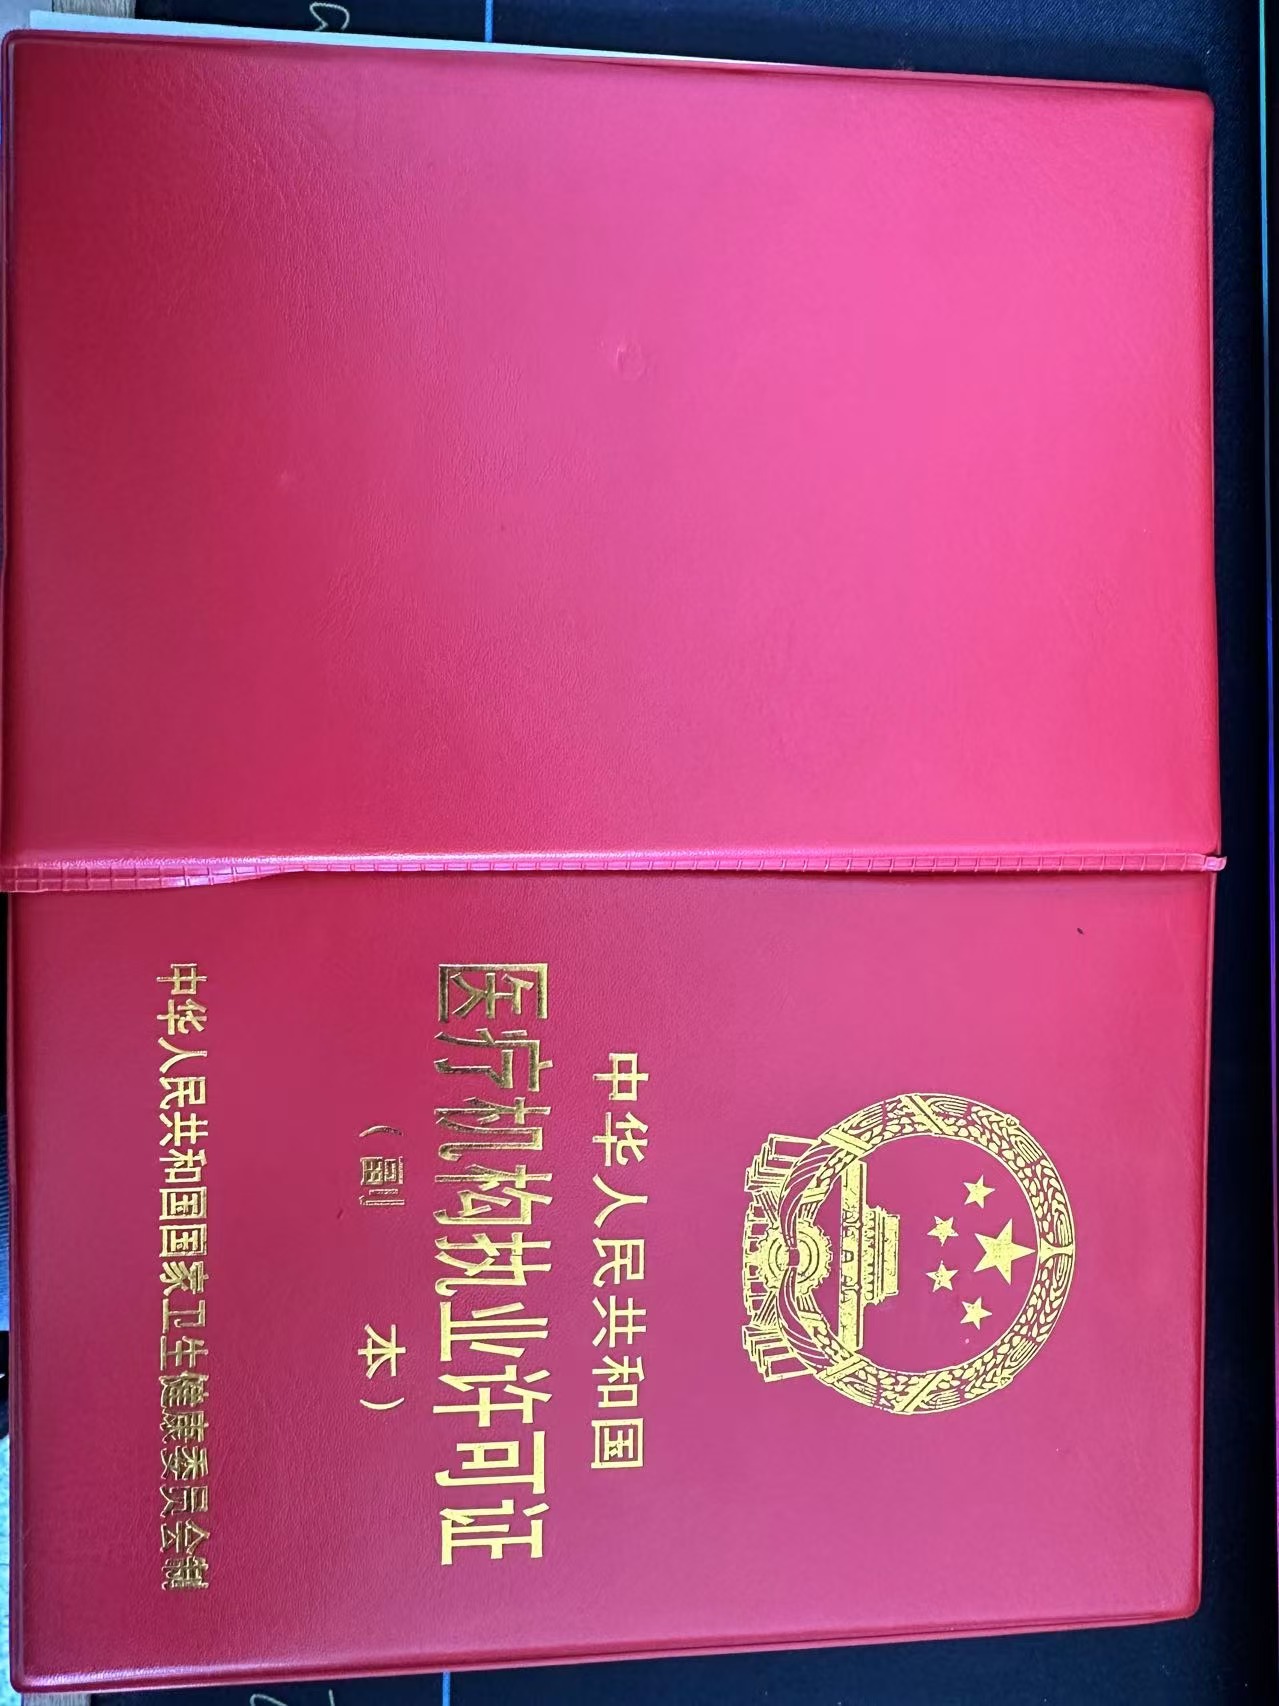 中华人民共和国
医疗机构执业许可证
（副 本）
中华人民共和国国家卫生健康委员会制